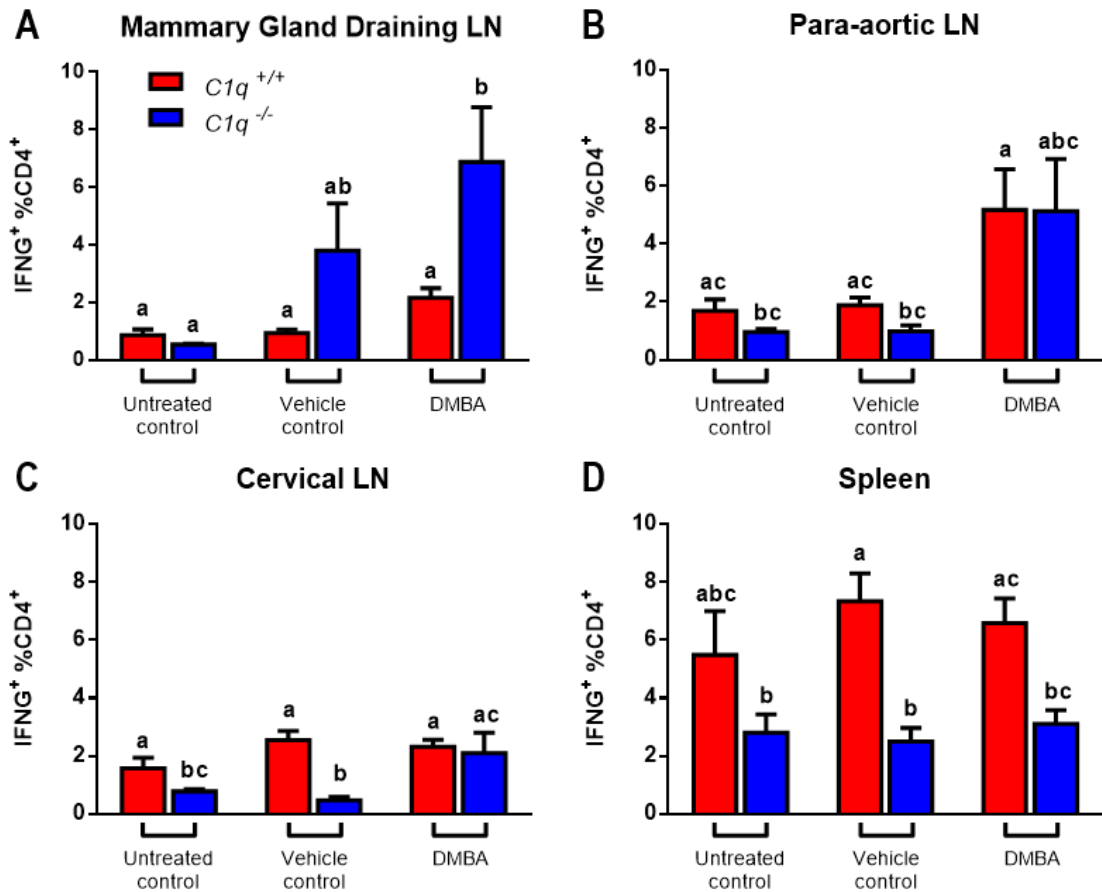 A
Mammary Gland Draining LN
C1q +/+
C1q -/-
IFNG+ %CD4+
10
8
6
4
2
0
a
a
a
ab
a
b
Untreated control
Vehicle control
DMBA
B
Para-aortic LN
IFNG+ %CD4+
10
8
6
4
2
0
ac
bc
ac
bc
a
abc
Untreated control
Vehicle control
DMBA
C
Cervical LN
IFNG+ %CD4+
10
8
6
4
2
0
a
bc
a
b
a
ac
Untreated control
Vehicle control
DMBA
D
Spleen
IFNG+ %CD4+
10
8
6
4
2
0
abc
b
a
b
ac
bc
Untreated control
Vehicle control
DMBA